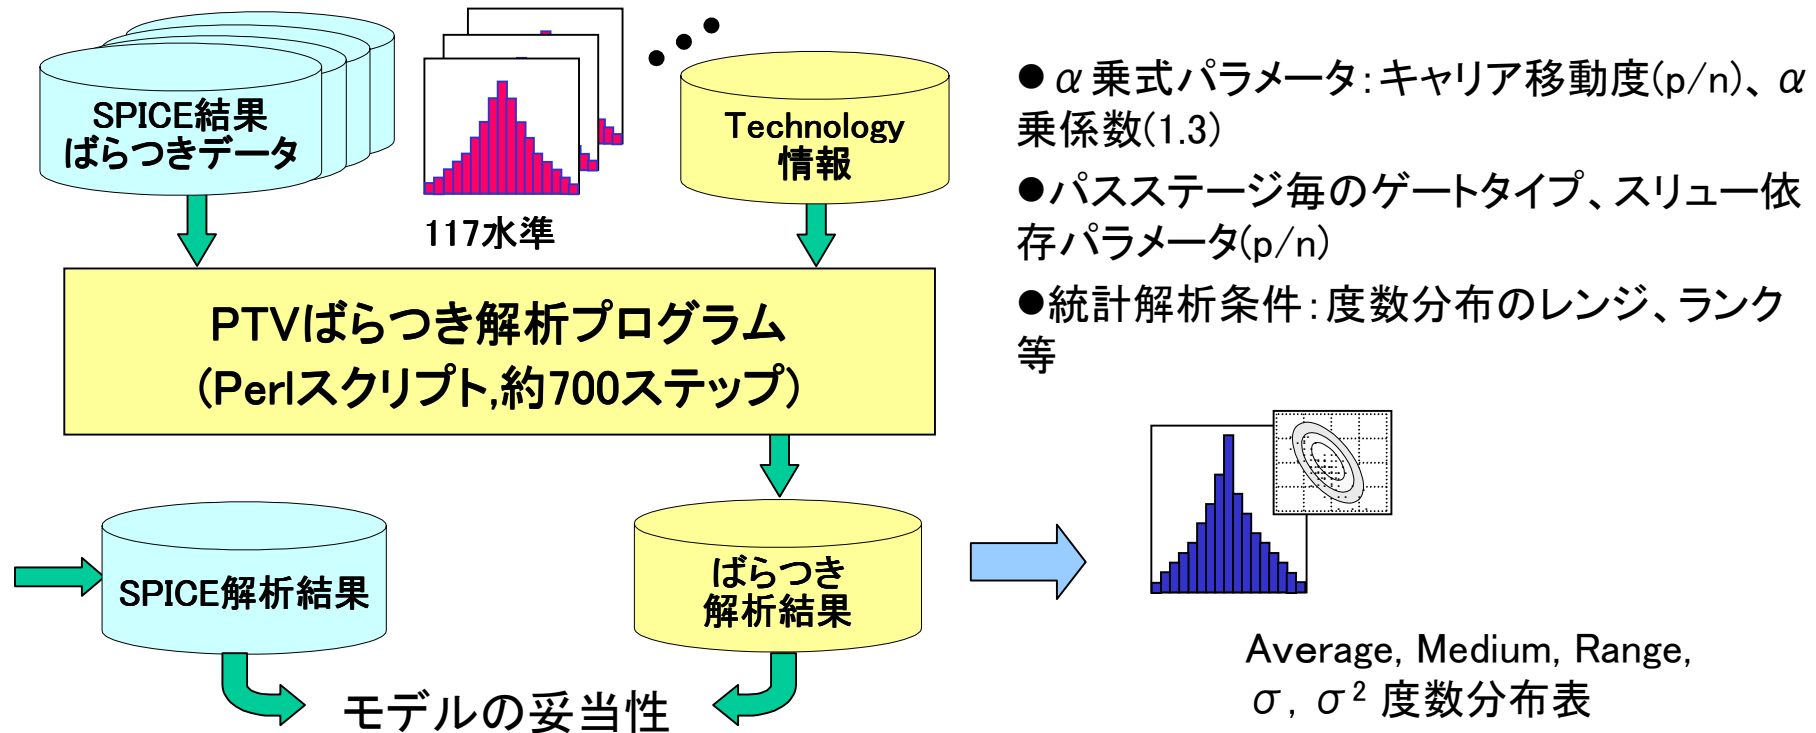 SPICE結果
ばらつきデータ
117水準
Technology
情報
PTVばらつき解析プログラム
(Perlスクリプト,約700ステップ)
SPICE解析結果
ばらつき
解析結果
モデルの妥当性
●α乗式パラメータ:キャリア移動度(p/n)、α
乗係数(1.3)
●パスステージ毎のゲートタイプ、スリュー依
存パラメータ(p/n)
●統計解析条件:度数分布のレンジ、ランク
等
Average, Medium, Range,
σ, σ² 度数分布表